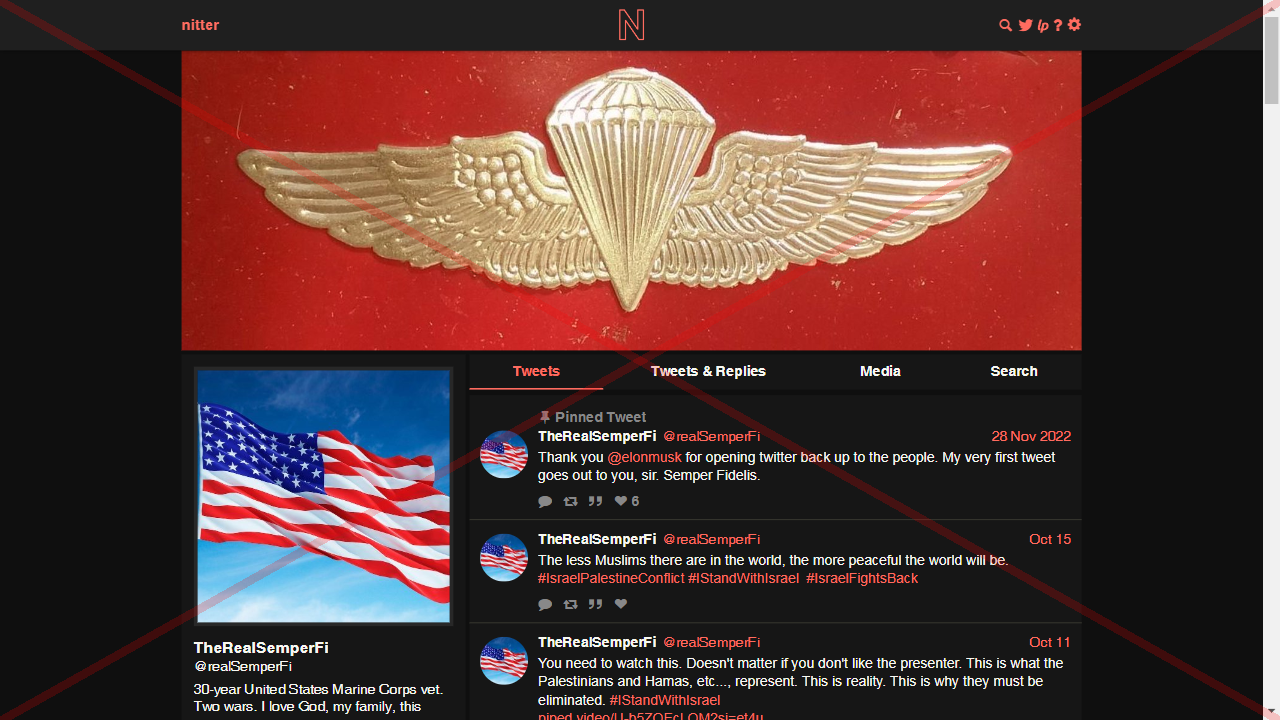 nitter
N
lp ?
Tweets
Tweets & Replies
Media
Search
Pinned Tweet
TheRealSemperFi @realSemperFi 28 Nov 2022
Thank you @elonmusk for opening twitter back up to the people. My very first tweet
goes out to you, sir. Semper Fidelis.
6
TheRealSemperFi @realSemperFi Oct 15
The less Muslims there are in the world, the more peaceful the world will be.
#IsraelPalestineConflict #IStandWithIsrael #IsraelFightsBack
TheRealSemperFi @realSemperFi Oct 11
You need to watch this. Doesn't matter if you don't like the presenter. This is what the
Palestinians and Hamas, etc..., represent. This is reality. This is why they must be
eliminated. #IStandWithIsrael
TheRealSemperFi
@realSemperFi
30-year United States Marine Corps vet.
Two wars. I love God, my family, this